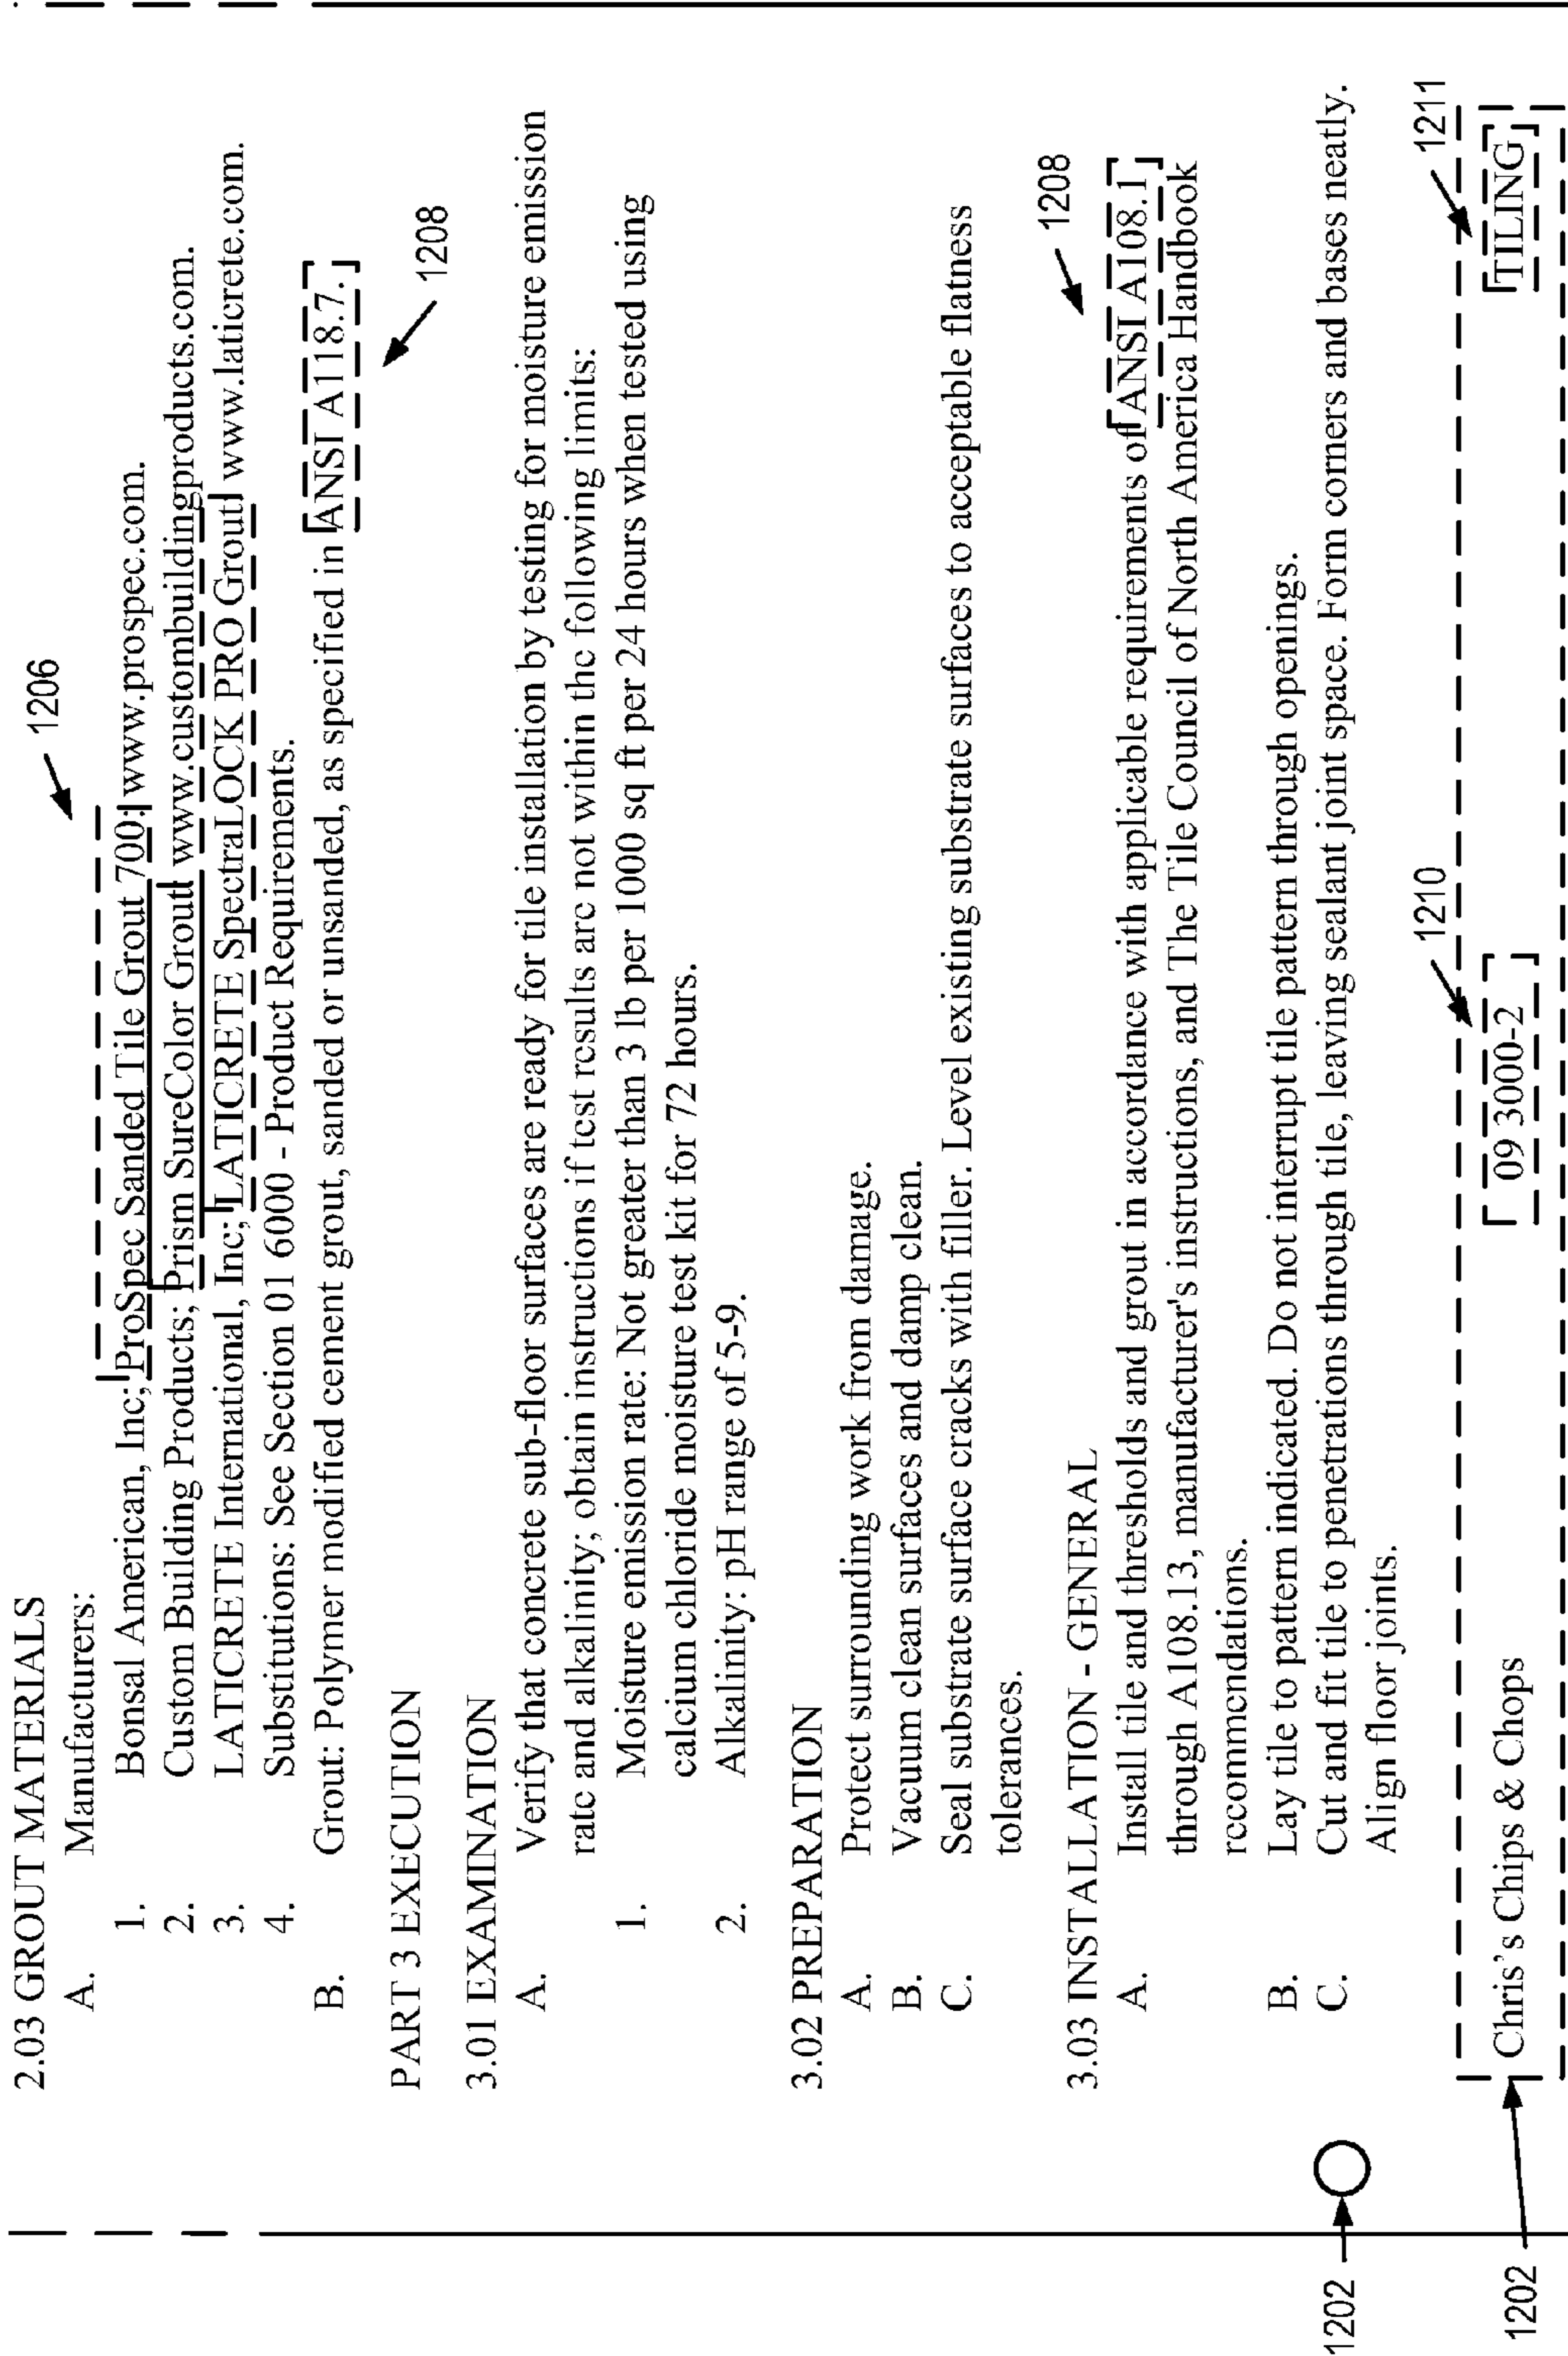 2.03 GROUT MATERIALS
A. Manufacturers:
1206
1. Bonsal American, Inc; ProSpec Sanded Tile Grout 700: www.prospec.com.
2. Custom Building Products; Prism SureColor Grout www.custombuildingproducts.com.
3. LATICRETE International, Inc; LATICRETE SpectraLOCK PRO Grout www.laticrete.com.
4. Substitutions: See Section 01 6000 - Product Requirements.
B. Grout: Polymer modified cement grout, sanded or unsanded, as specified in ANSI A118.7.
1208
PART 3 EXECUTION
3.01 EXAMINATION
A. Verify that concrete sub-floor surfaces are ready for tile installation by testing for moisture emission
rate and alkalinity; obtain instructions if test results are not within the following limits:
1. Moisture emission rate: Not greater than 3 lb per 1000 sq ft per 24 hours when tested using
calcium chloride moisture test kit for 72 hours.
2. Alkalinity: pH range of 5-9.
3.02 PREPARATION
A. Protect surrounding work from damage.
B. Vacuum clean surfaces and damp clean.
C. Seal substrate surface cracks with filler. Level existing substrate surfaces to acceptable flatness
tolerances.
1208
3.03 INSTALLATION - GENERAL
A. Install tile and thresholds and grout in accordance with applicable requirements of ANSI A108.1
through A108.13, manufacturer's instructions, and The Tile Council of North America Handbook
recommendations.
B. Lay tile to pattern indicated. Do not interrupt tile pattern through openings.
C. Cut and fit tile to penetrations through tile, leaving sealant joint space. Form corners and bases neatly.
Align floor joints.
1202
1210
1211
1202
Chris's Chips & Chops 09 3000-2 TILING